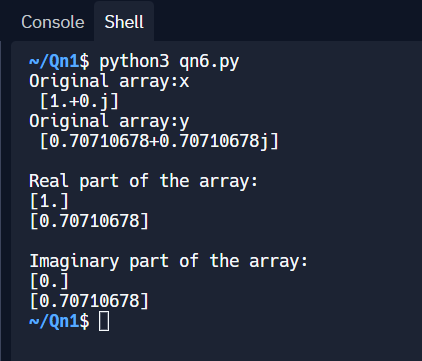 Console Shell
~/Qn1$ python3 qn6.py
Original array:x
 [1.+0.j]
Original array:y
 [0.70710678+0.70710678j]

Real part of the array:
[1.]
[0.70710678]

Imaginary part of the array:
[0.]
[0.70710678]
~/Qn1$